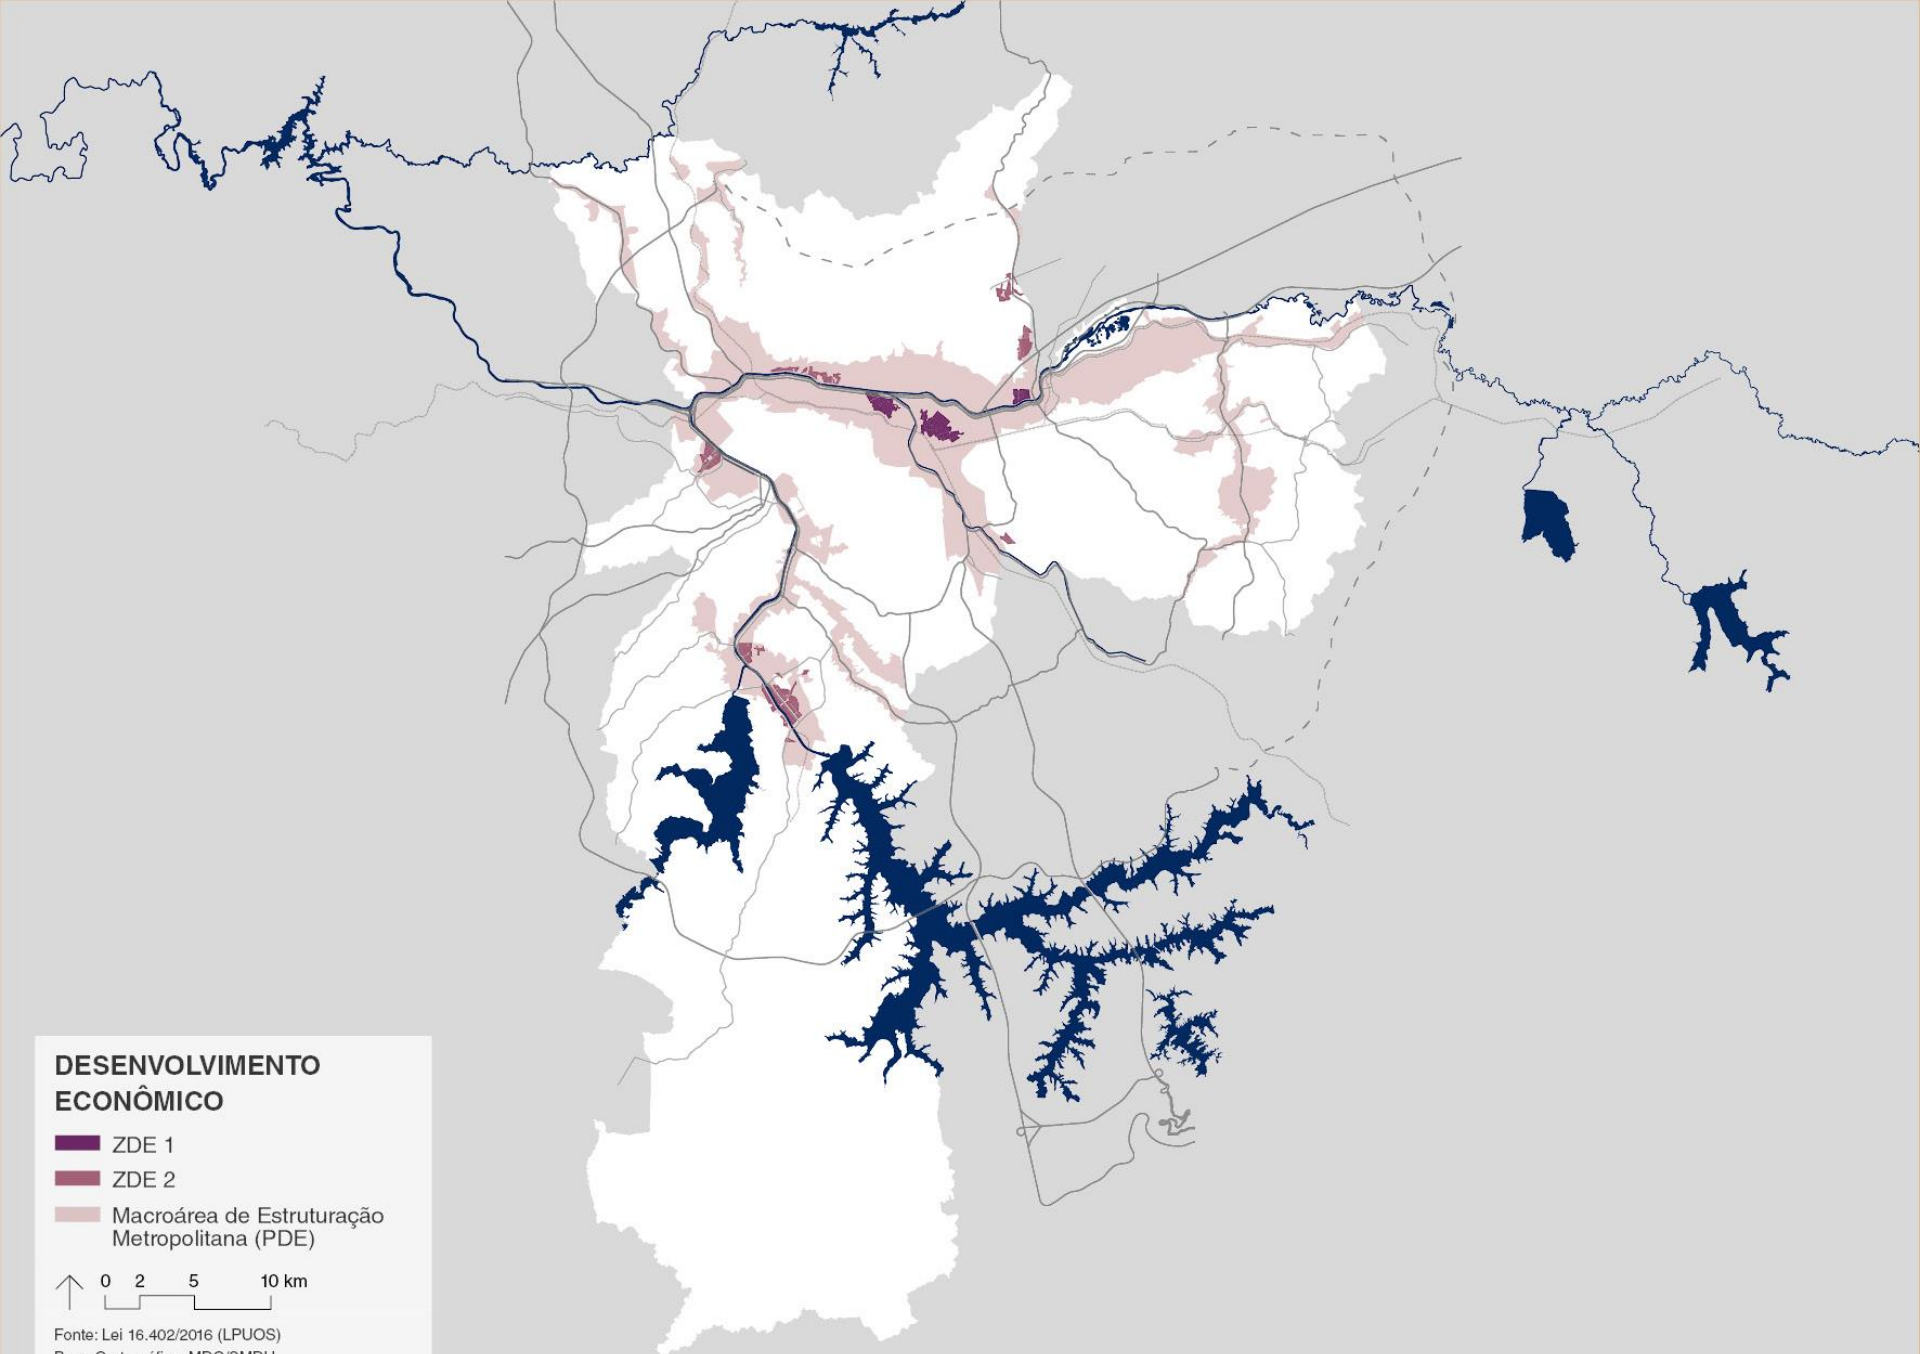 DESENVOLVIMENTO
ECONÔMICO
ZDE 1
ZDE 2
Macroárea de Estruturação
Metropolitana (PDE)
0 2 5 10 km
Fonte: Lei 16.402/2016 (LPUOS)